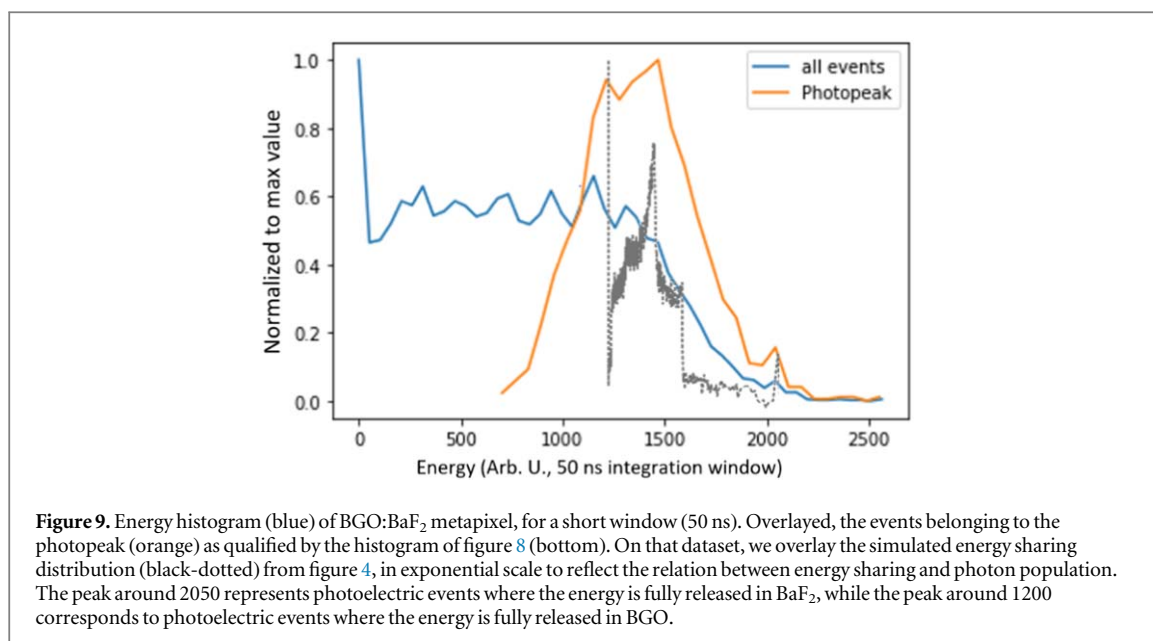 1.0
0.8
0.6
0.4
0.2
0.0
Normalized to max value
all events
Photopeak
0
500
1000
1500
2000
2500
Energy (Arb. U., 50 ns integration window)
Figure 9. Energy histogram (blue) of BGO:BaF₂ metapixel, for a short window (50 ns). Overlayed, the events belonging to the
photopeak (orange) as qualified by the histogram of figure 8 (bottom). On that dataset, we overlay the simulated energy sharing
distribution (black-dotted) from figure 4, in exponential scale to reflect the relation between energy sharing and photon population.
The peak around 2050 represents photoelectric events where the energy is fully released in BaF₂, while the peak around 1200
corresponds to photoelectric events where the energy is fully released in BGO.